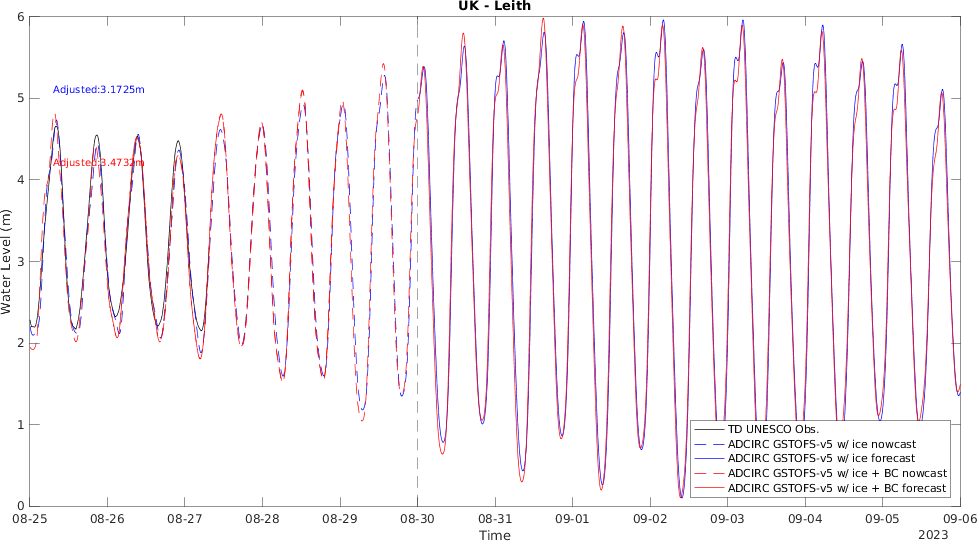 UK - Leith
6
5
4
3
2
1
0
Water Level (m)
Adjusted:3.1725m
Adjusted:3.4732m
TD UNESCO Obs.
ADCIRC GSTOFS-v5 w/ ice nowcast
ADCIRC GSTOFS-v5 w/ ice forecast
ADCIRC GSTOFS-v5 w/ ice + BC nowcast
ADCIRC GSTOFS-v5 w/ ice + BC forecast
08-25 08-26 08-27 08-28 08-29 08-30 08-31 09-01 09-02 09-03 09-04 09-05 09-06
Time
2023